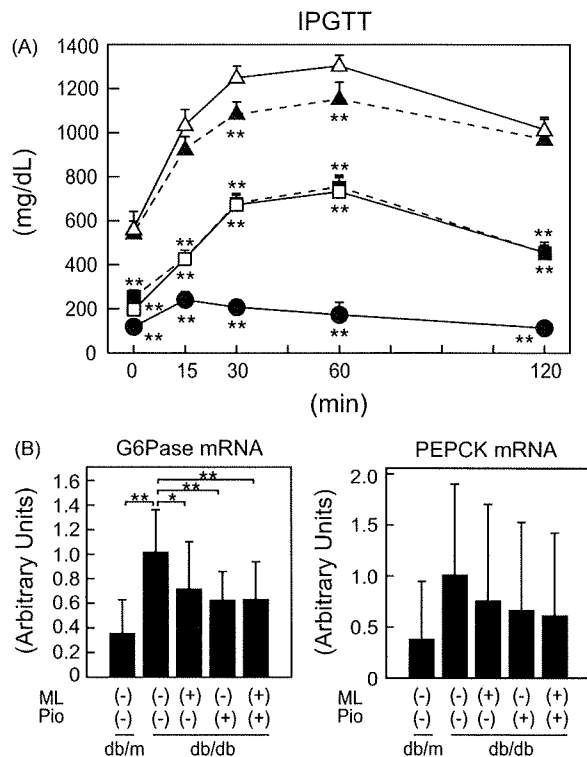 IPGTT
(A)
1400
1200
1000
800
600
400
200
0
(mg/dL)
** **
** ** ** ** **
** ** ** ** **
** ** ** ** **
0 15 30 60 120
(min)
(B)
G6Pase mRNA
1.6
1.4
1.2
1.0
0.8
0.6
0.4
0.2
0
(Arbitrary Units)
**
**
** *
ML (-) (-) (+) (-) (+)
Pio (-) (-) (-) (+) (+)
db/m db/db
PEPCK mRNA
2.0
1.5
1.0
0.5
0
(Arbitrary Units)
ML (-) (-) (+) (-) (+)
Pio (-) (-) (-) (+) (+)
db/m db/db